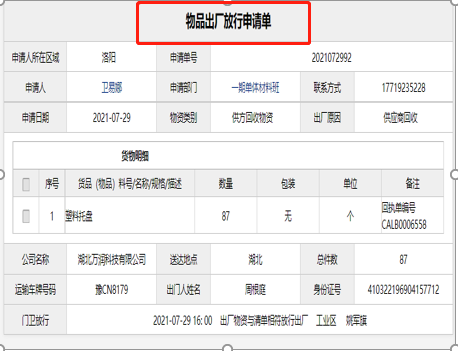 物品出厂放行申请单
申请人所在区域 洛阳 申请单号 2021072992
申请人 卫易娜 申请部门 一期单体材料班 联系方式 17719235228
申请日期 2021-07-29 物资类别 供方回收物资 出厂原因 供应商回收
货物明细
序号 货品（物品）料号/名称/规格/描述 数量 包装 单位 备注
1 塑料托盘 87 无 个 回执单编号
CALB0006558
公司名称 湖北万润科技有限公司 送达地点 湖北 总件数 87
运输车牌号码 豫CN8179 出门人姓名 周桐庭 身份证号 410322196904157712
门卫放行 2021-07-29 16: 00 出厂物资与清单相符放行出厂 工业区 姚军旗